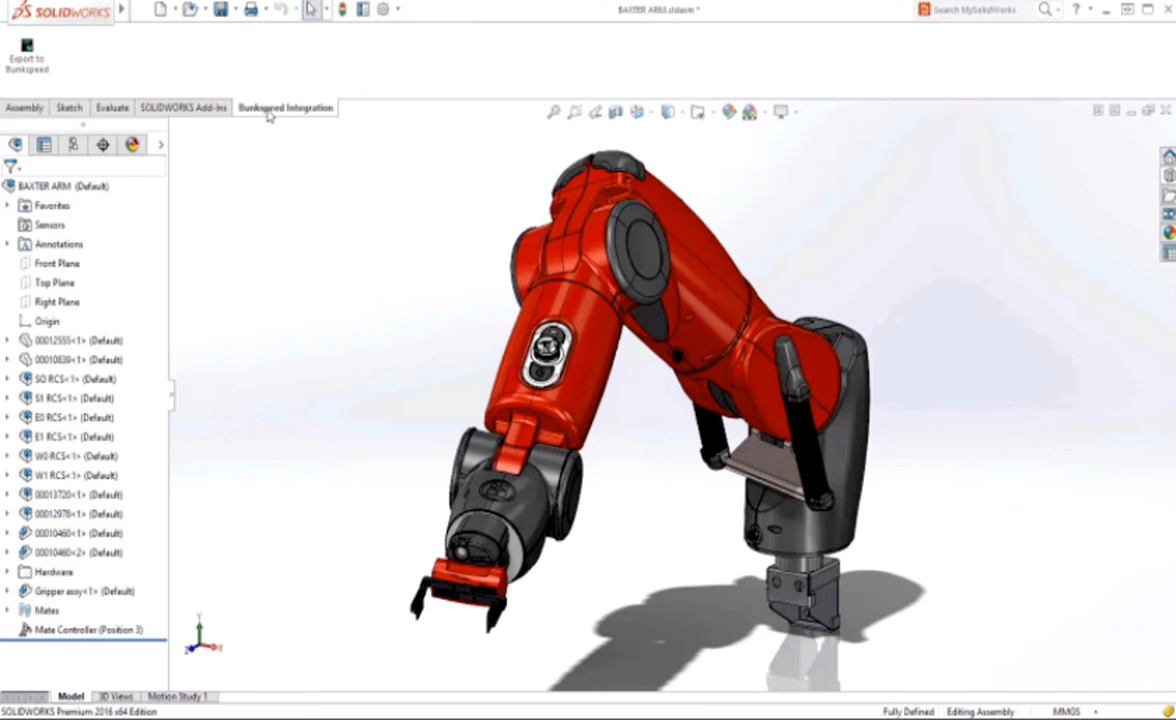 SOLIDWORKS
BAXTER ARM.sldasm *
Search MySolidWorks
Export to
Bunkspeed
Assembly
Sketch
Evaluate
SOLIDWORKS Add-Ins
Bunkspeed Integration
BAXTER ARM (Default)
Favorites
Sensors
Annotations
Front Plane
Top Plane
Right Plane
Origin
00012555<1> (Default)
00010839<1> (Default)
S0 RCS<1> (Default)
S1 RCS<1> (Default)
E0 RCS<1> (Default)
E1 RCS<1> (Default)
W0 RCS<1> (Default)
W1 RCS<1> (Default)
00013720<1> (Default)
00012978<1> (Default)
00010460<1> (Default)
00010460<2> (Default)
Hardware
Gripper assy<1> (Default)
Mates
Mate Controller (Position 3)
Y
Z
X
Model
3D Views
Motion Study 1
SOLIDWORKS Premium 2016 x64 Edition
Fully Defined
Editing Assembly
MMGS